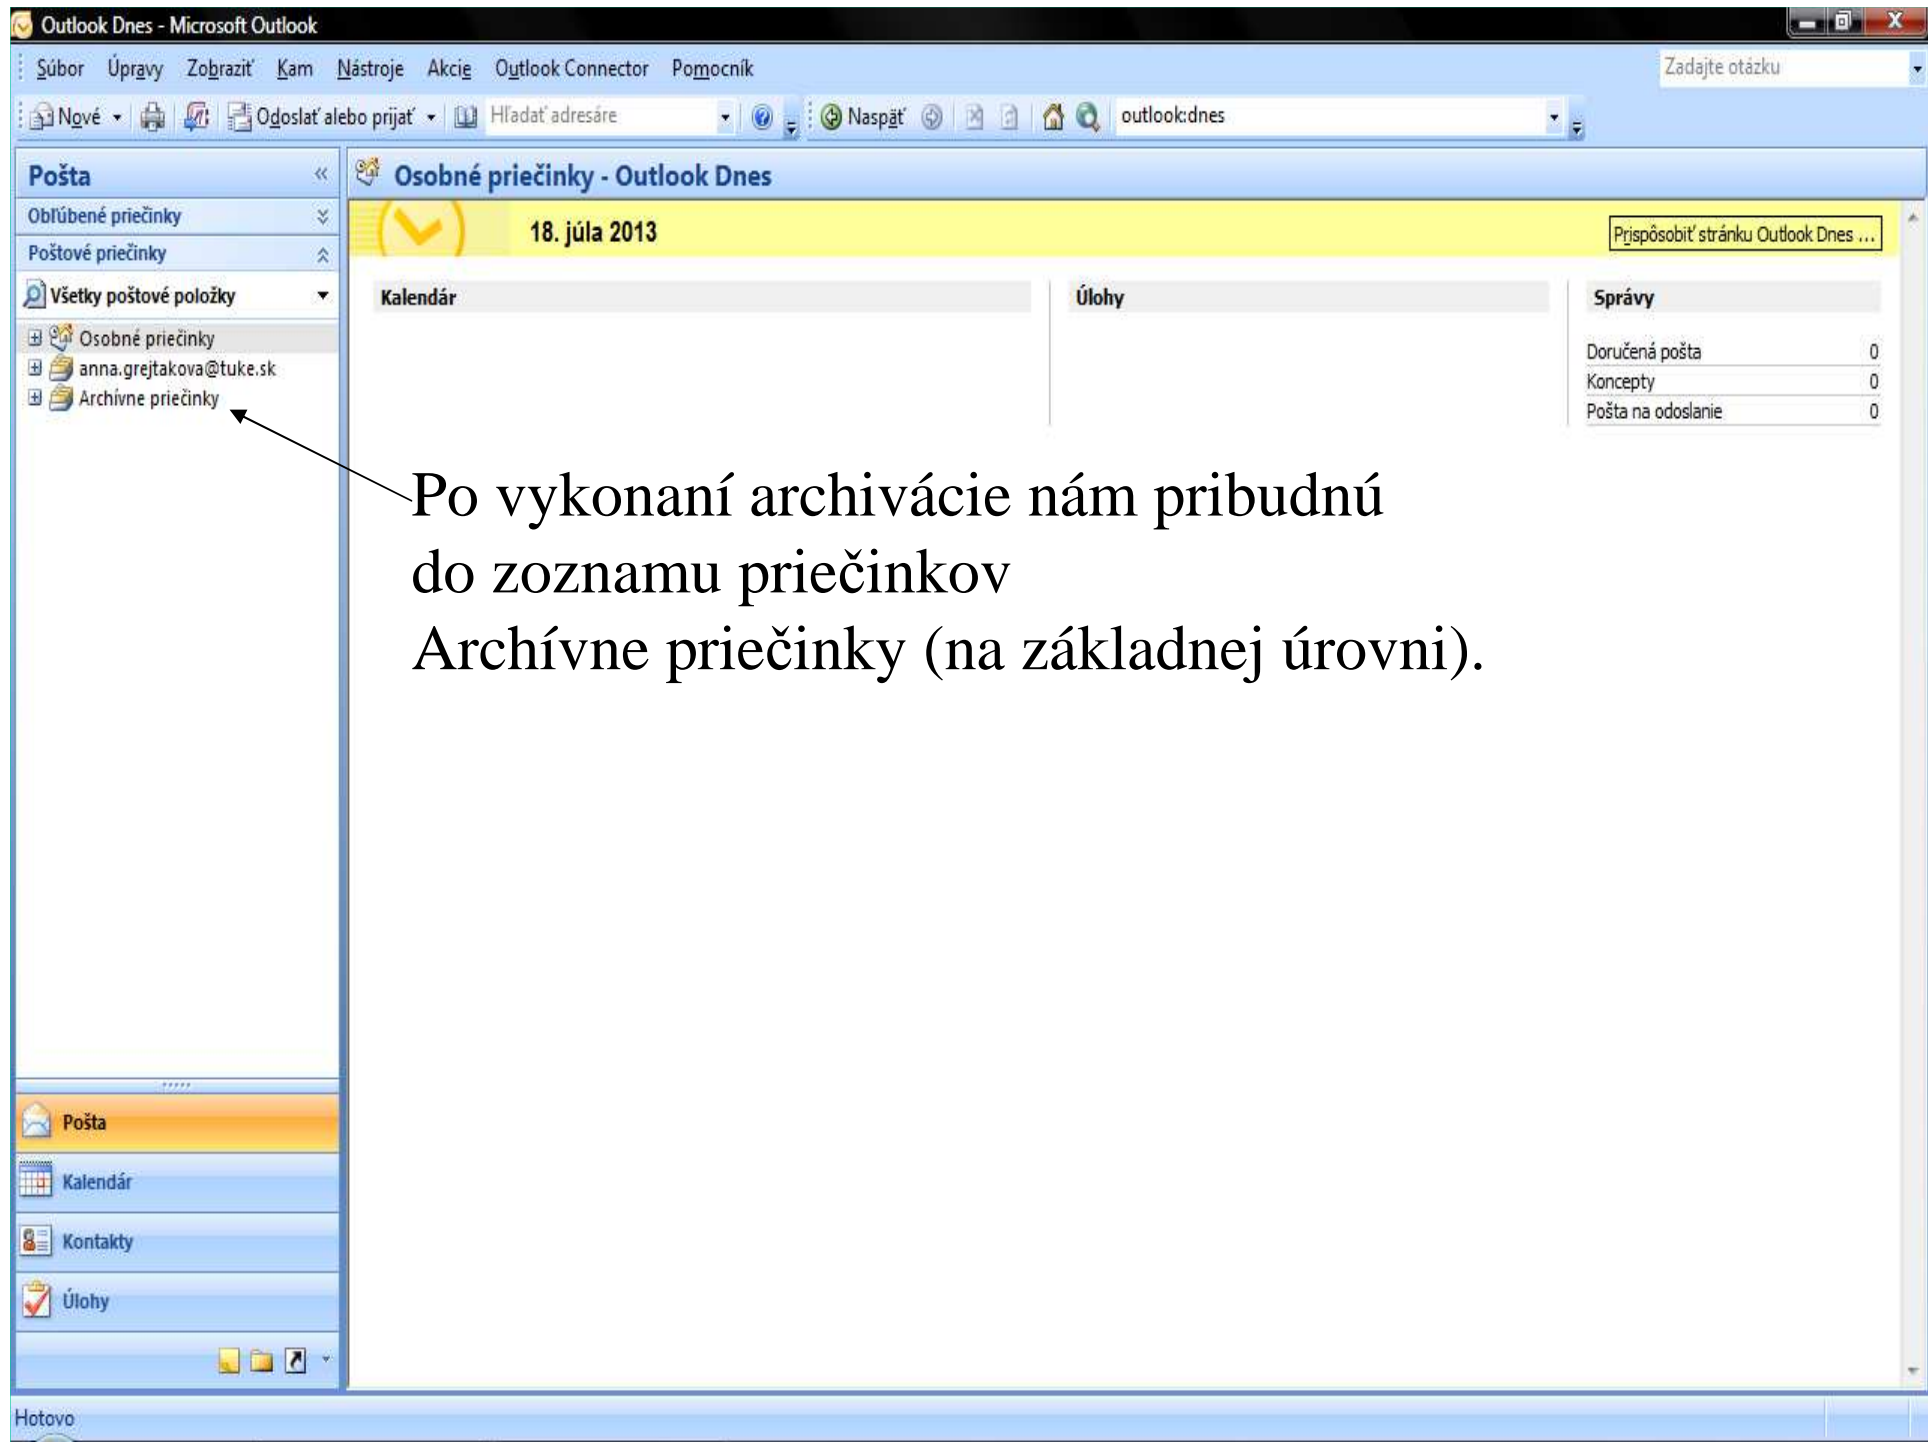 Outlook Dnes - Microsoft Outlook
Súbor Úpravy Zobraziť Kam Nástroje Akcie Outlook Connector Pomocník Zadajte otázku
Nové Odoslať alebo prijať Hľadať adresáre Naspäť outlook:dnes
Pošta
Obľúbené priečinky
Poštové priečinky
Všetky poštové položky
Osobné priečinky
anna.grejtakova@tuke.sk
Archívne priečinky
Osobné priečinky - Outlook Dnes
18. júla 2013
Prispôsobiť stránku Outlook Dnes ...
Kalendár
Úlohy
Správy
Doručená pošta 0
Koncepty 0
Pošta na odoslanie 0
Po vykonaní archivácie nám pribudnú
do zoznamu priečinkov
Archívne priečinky (na základnej úrovni).
Pošta
Kalendár
Kontakty
Úlohy
Hotovo